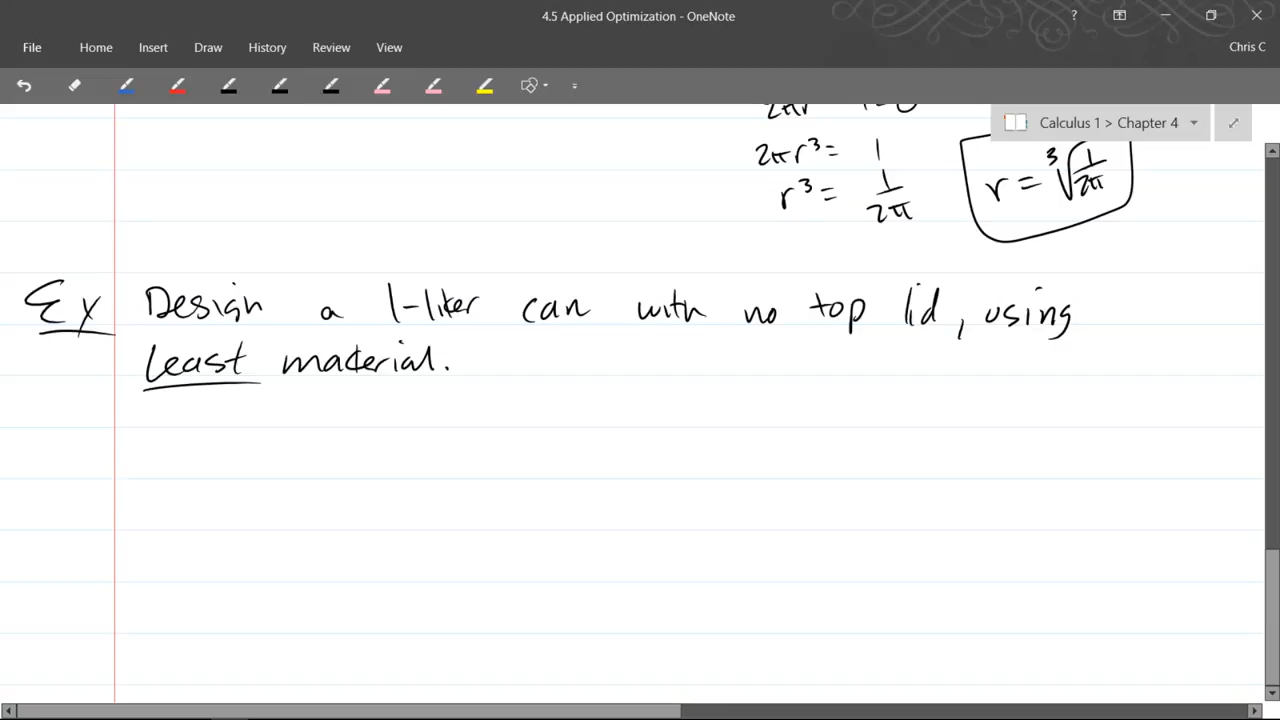 4.5 Applied Optimization - OneNote
?
File Home Insert Draw History Review View
Chris C
Calculus 1 > Chapter 4
2πr³ = 1
r³ = 1/2π
r = ³√(1/2π)
Ex Design a 1-liter can with no top lid, using
least material.